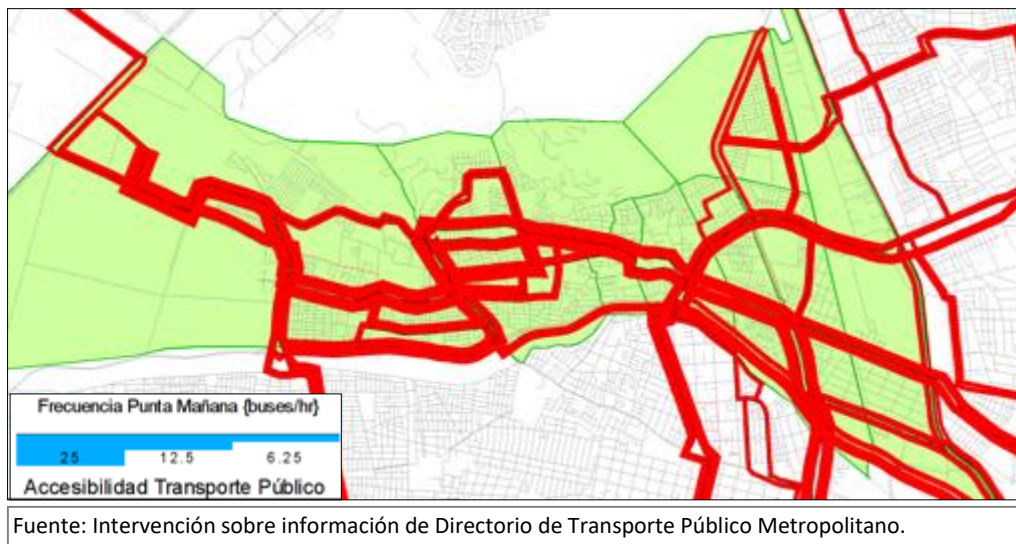 Frecuencia Punta Mañana {buses/hr}
25 12.5 6.25
Accesibilidad Transporte Público
Fuente: Intervención sobre información de Directorio de Transporte Público Metropolitano.